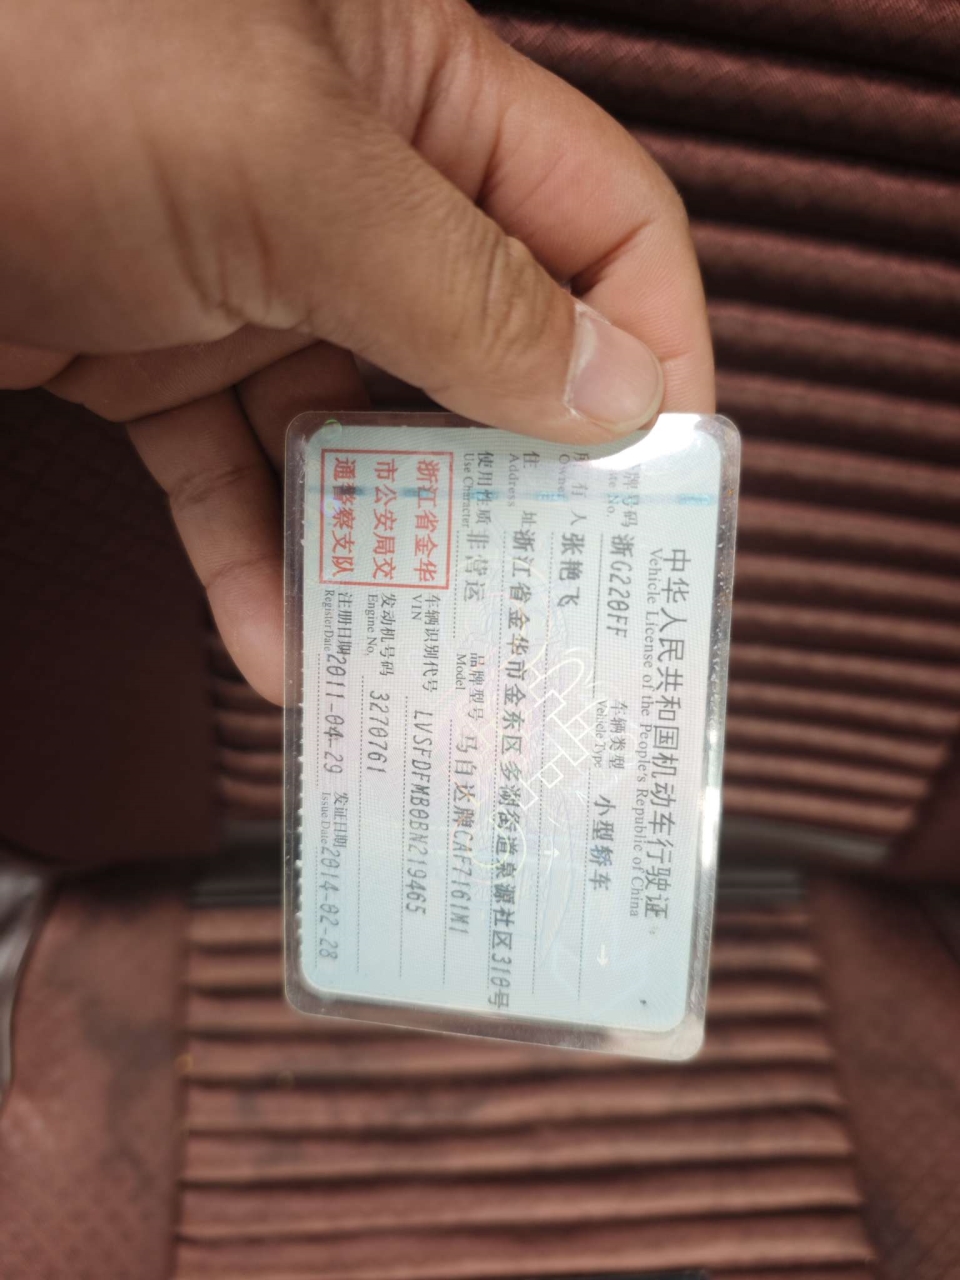 中华人民共和国机动车行驶证
Vehicle License of the People's Republic of China
牌号码 浙G220FF 车辆类型 小型轿车
No. Vehicle Type
所有人 张艳飞
Owner
住址 浙江省金华市金东区多湖街道泉源社区310号
Address
使用性质 非营运 品牌型号 马自达牌CAF7161M1
Use Character Model
浙江省金华
市公安局交
通警察支队
车辆识别代号 LVSFDFMB0BN219465
VIN
发动机号码 3270761
Engine No.
注册日期 2011-04-29 发证日期 2014-02-28
Register Date Issue Date